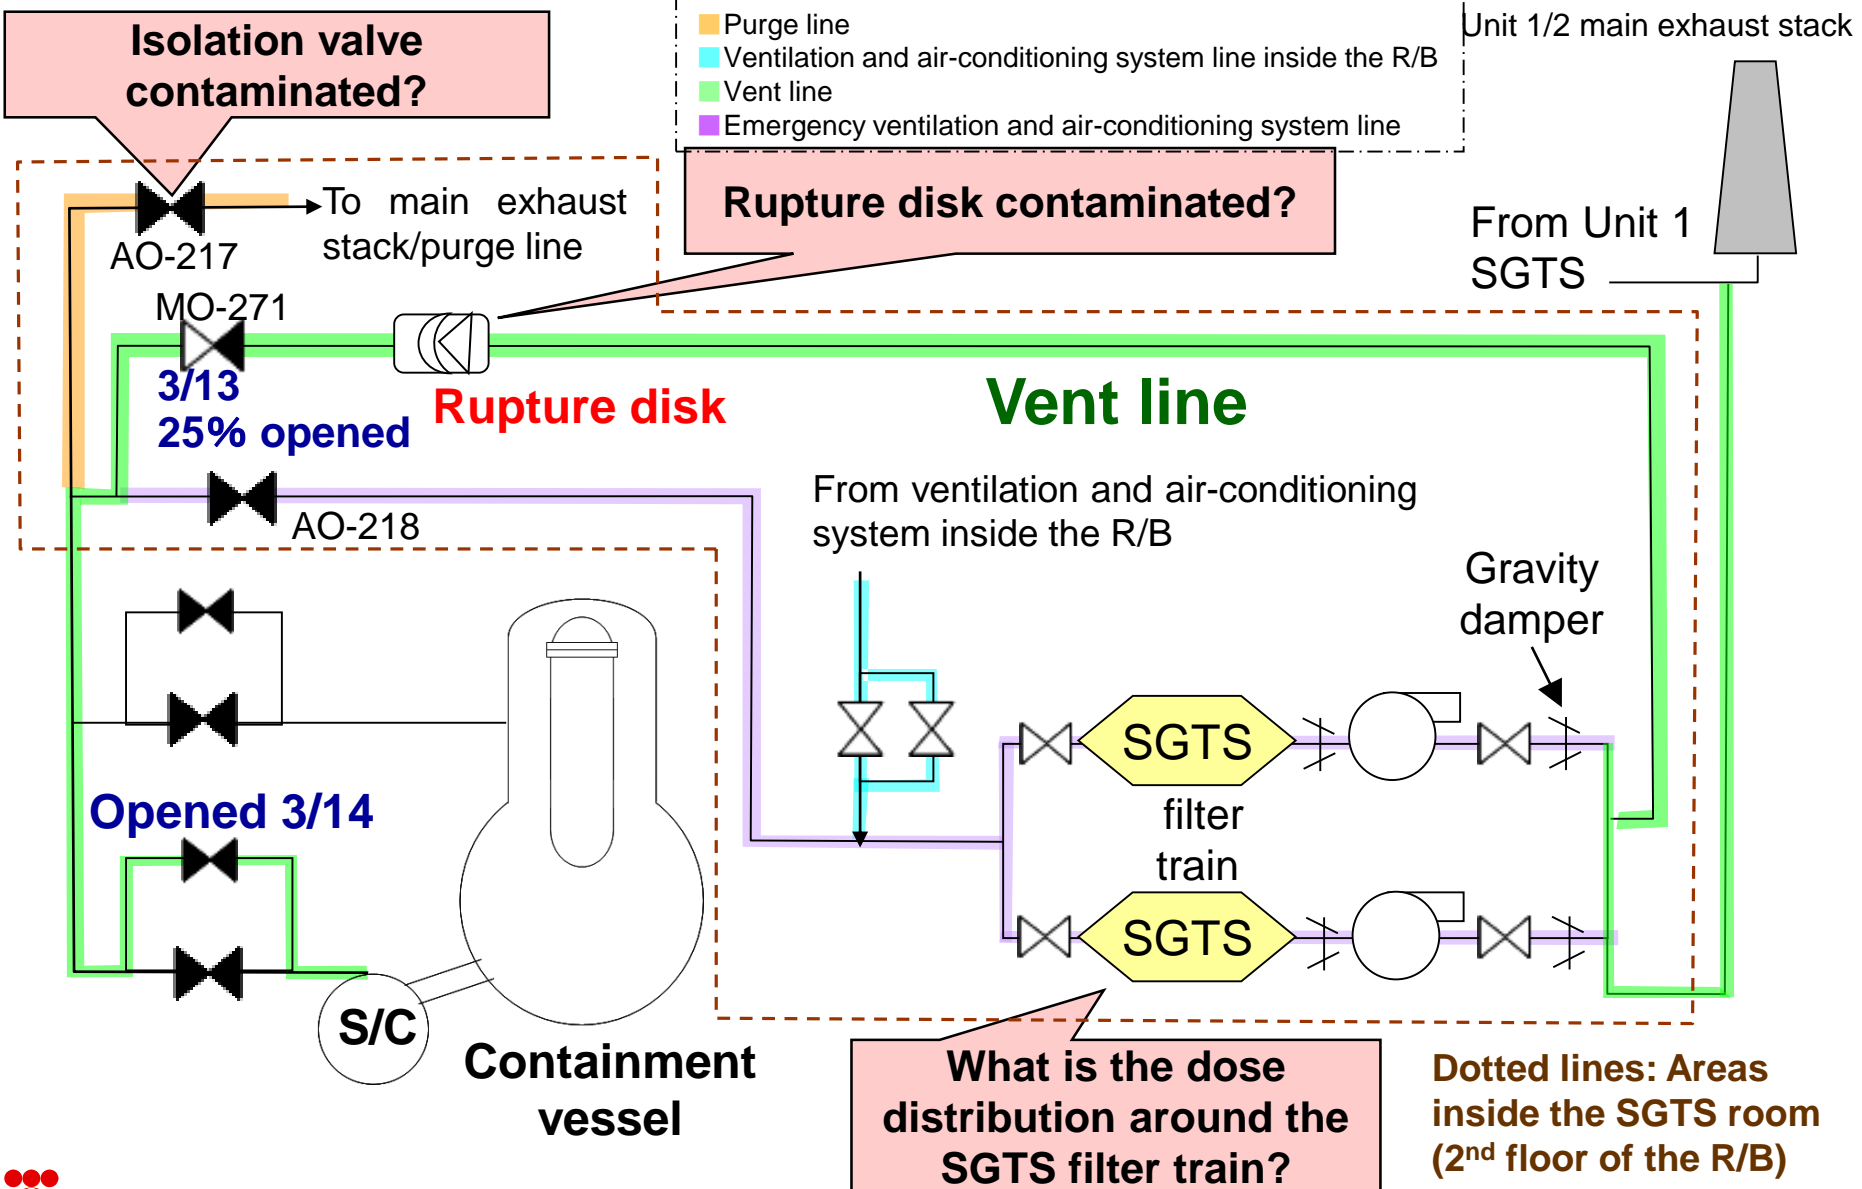 Isolation valve
contaminated?
Purge line
Ventilation and air-conditioning system line inside the R/B
Vent line
Emergency ventilation and air-conditioning system line
Unit 1/2 main exhaust stack
Rupture disk contaminated?
To main exhaust
stack/purge line
AO-217
From Unit 1
SGTS
MO-271
3/13
25% opened
Rupture disk
Vent line
AO-218
From ventilation and air-conditioning
system inside the R/B
Gravity
damper
SGTS
filter
train
SGTS
Opened 3/14
S/C
Containment
vessel
What is the dose
distribution around the
SGTS filter train?
Dotted lines: Areas
inside the SGTS room
(2nd floor of the R/B)